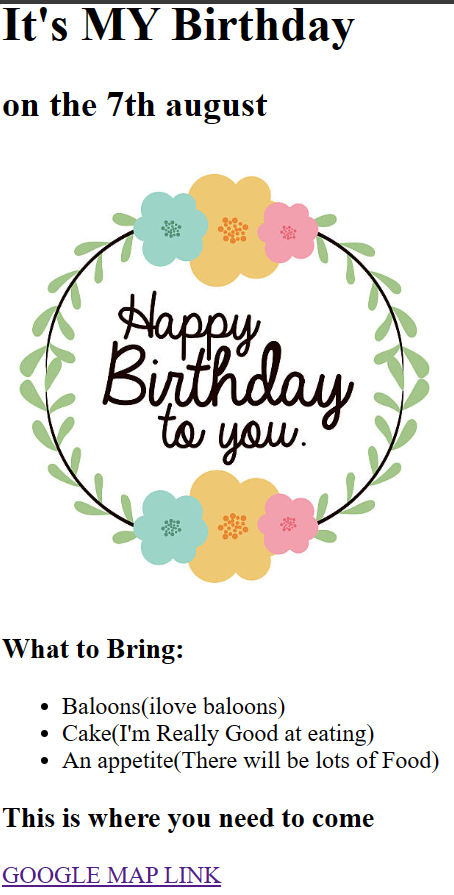 It's MY Birthday
on the 7th august
Happy
Birthday
to you.
What to Bring:
Baloons(ilove baloons)
Cake(I'm Really Good at eating)
An appetite(There will be lots of Food)
This is where you need to come
GOOGLE MAP LINK